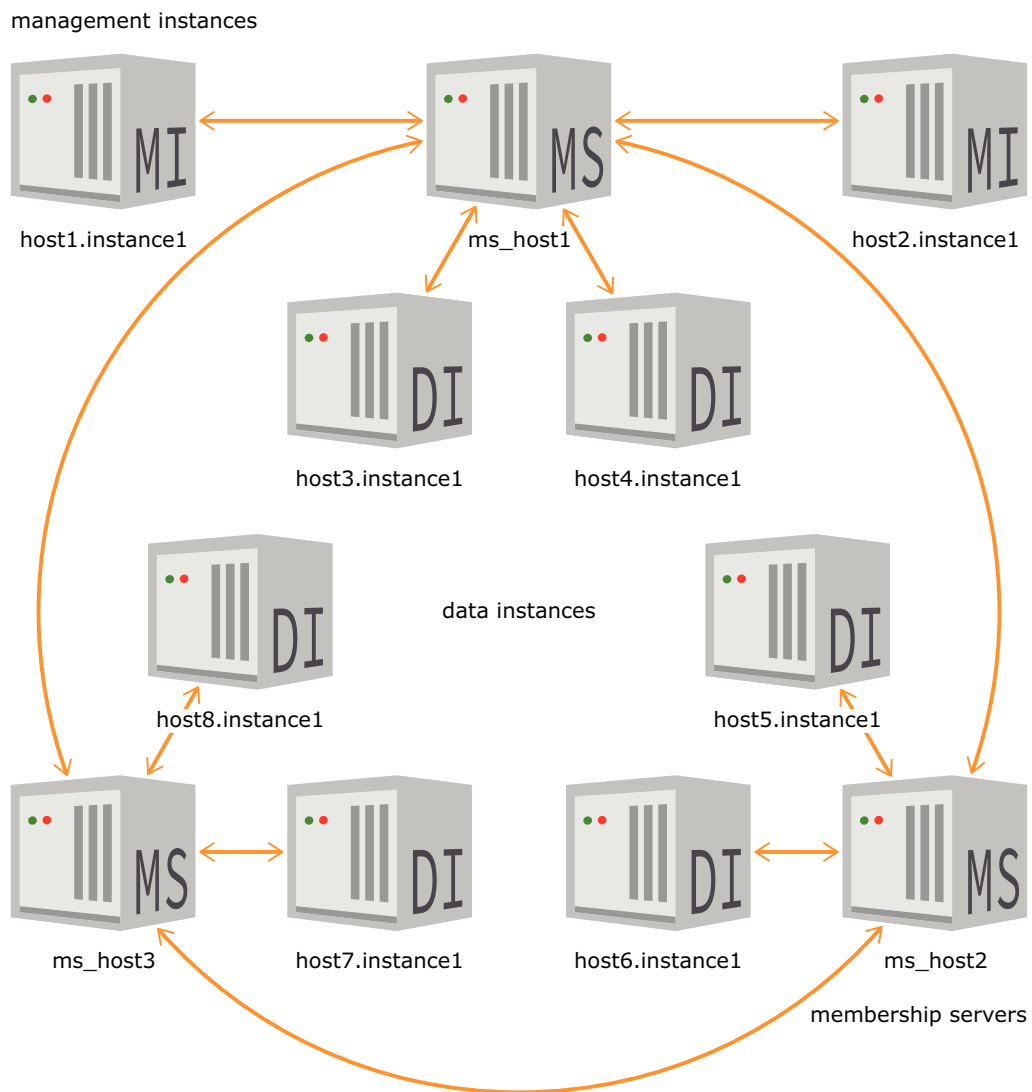 management instances
MI
MS
MI
host1.instance1
ms_host1
host2.instance1
DI
DI
host3.instance1
host4.instance1
DI
data instances
DI
host8.instance1
host5.instance1
MS
DI
DI
MS
ms_host3
host7.instance1
host6.instance1
ms_host2
membership servers